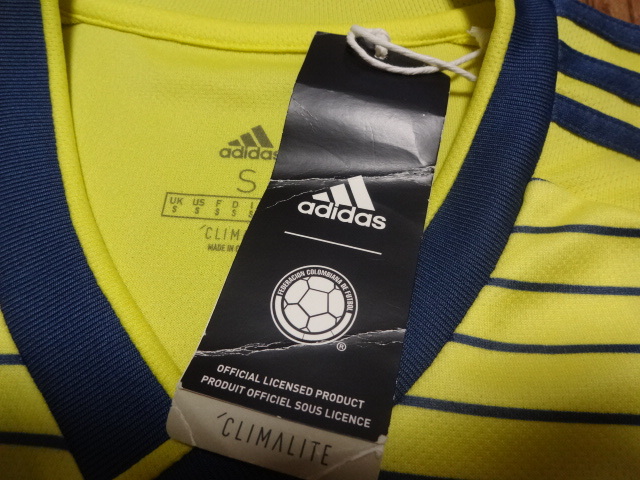 adidas
S
UK US F D
S S S S
CLIMA
MADE IN
adidas
FEDERACION COLOMBIANA DE FUTBOL
®
OFFICIAL LICENSED PRODUCT
PRODUIT OFFICIEL SOUS LICENCE
CLIMALITE